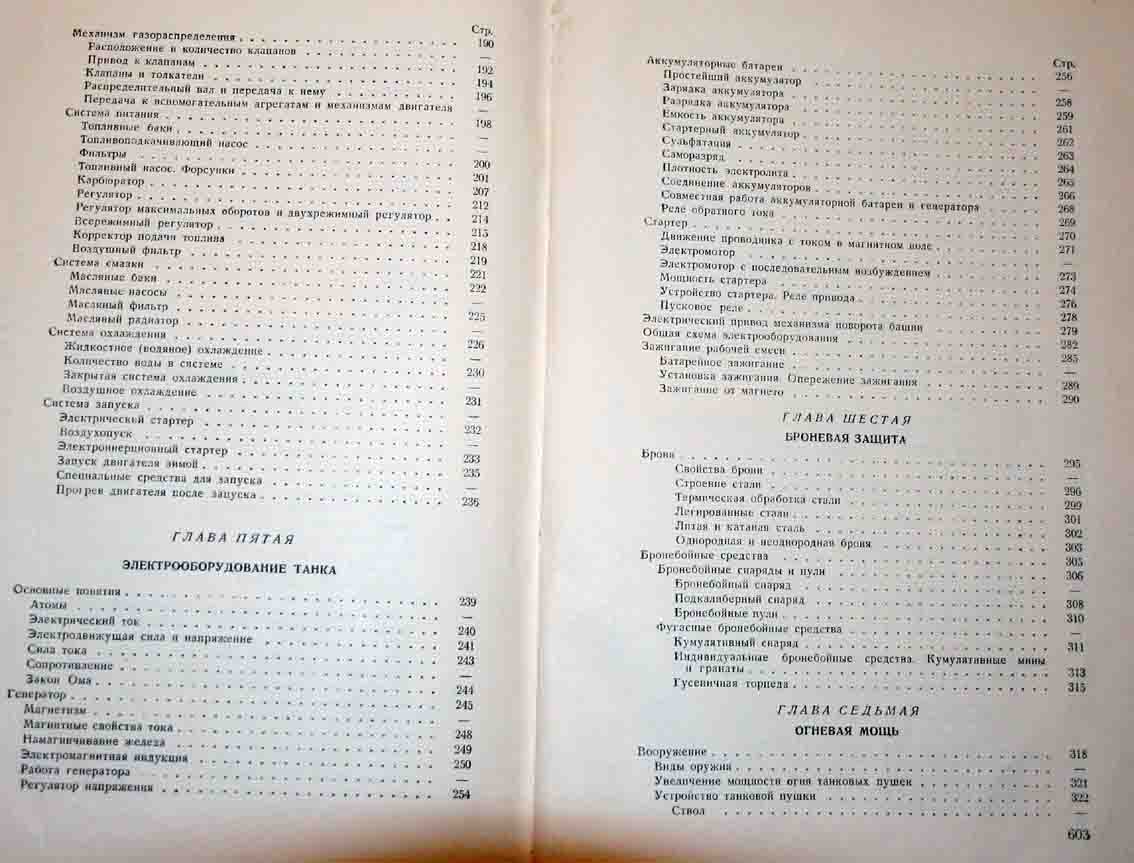 Стр.
Механизм газораспределения . . . 190
Расположение и количество клапанов . . . —
Привод к клапанам . . . 192
Клапаны и толкатели . . . 194
Распределительный вал и передача к нему . . . 196
Передача к вспомогательным агрегатам и механизмам двигателя —
Система питания . . . 198
Топливные баки . . . —
Топливоподкачивающий насос . . . —
Фильтры . . . 200
Топливный насос. Форсунки . . . 201
Карбюратор . . . 207
Регулятор . . . 212
Регулятор максимальных оборотов и двухрежимный регулятор . . 214
Всережимный регулятор . . . 215
Корректор подачи топлива . . . 218
Воздушный фильтр . . . 219
Система смазки . . . 221
Масляные баки . . . 222
Масляные насосы . . . —
Масляный фильтр . . . 225
Масляный радиатор . . . —
Система охлаждения . . . 226
Жидкостное (водяное) охлаждение . . . —
Количество воды в системе . . . 230
Закрытая система охлаждения . . . —
Воздушное охлаждение . . . 231
Система запуска . . . —
Электрический стартер . . . 232
Воздухопуск . . . —
Электроинерционный стартер . . . 233
Запуск двигателя зимой . . . 235
Специальные средства для запуска . . . —
Прогрев двигателя после запуска . . . 236
ГЛАВА ПЯТАЯ
ЭЛЕКТРООБОРУДОВАНИЕ ТАНКА
Основные понятия . . . 239
Атомы . . . —
Электрический ток . . . 240
Электродвижущая сила и напряжение . . . 241
Сила тока . . . 243
Сопротивление . . . —
Закон Ома . . . 244
Генератор . . . 245
Магнетизм . . . —
Магнитные свойства тока . . . 248
Намагничивание железа . . . 249
Электромагнитная индукция . . . 250
Работа генератора . . . —
Регулятор напряжения . . . 254
Стр.
Аккумуляторные батареи . . . 256
Простейший аккумулятор . . . —
Зарядка аккумулятора . . . 258
Разрядка аккумулятора . . . 259
Емкость аккумулятора . . . 261
Стартерный аккумулятор . . . 262
Сульфатация . . . 263
Саморазряд . . . 264
Плотность электролита . . . 265
Соединение аккумуляторов . . . 266
Совместная работа аккумуляторной батареи и генератора . . . 268
Реле обратного тока . . . 269
Стартер . . . 270
Движение проводника с током в магнитном поле . . . 271
Электромотор . . . —
Электромотор с последовательным возбуждением . . . 273
Мощность стартера . . . 274
Устройство стартера. Реле привода . . . 276
Пусковое реле . . . 278
Электрический привод механизма поворота башни . . . 279
Общая схема электрооборудования . . . 282
Зажигание рабочей смеси . . . 285
Батарейное зажигание . . . —
Установка зажигания. Опережение зажигания . . . 289
Зажигание от магнето . . . 290
ГЛАВА ШЕСТАЯ
БРОНЕВАЯ ЗАЩИТА
Броня . . . 295
Свойства брони . . . —
Строение стали . . . 296
Термическая обработка стали . . . 299
Легированные стали . . . 301
Литая и катаная сталь . . . 302
Однородная и неоднородная броня . . . 303
Бронебойные средства . . . 305
Бронебойные снаряды и пули . . . 306
Бронебойный снаряд . . . —
Подкалиберный снаряд . . . 308
Бронебойные пули . . . 310
Фугасные бронебойные средства . . . —
Кумулятивный снаряд . . . 311
Индивидуальные бронебойные средства. Кумулятивные мины
и гранаты . . . 313
Гусеничная торпеда . . . 315
ГЛАВА СЕДЬМАЯ
ОГНЕВАЯ МОЩЬ
Вооружение . . . 318
Виды оружия . . . —
Увеличение мощности огня танковых пушек . . . 321
Устройство танковой пушки . . . 322
Ствол . . . —
603